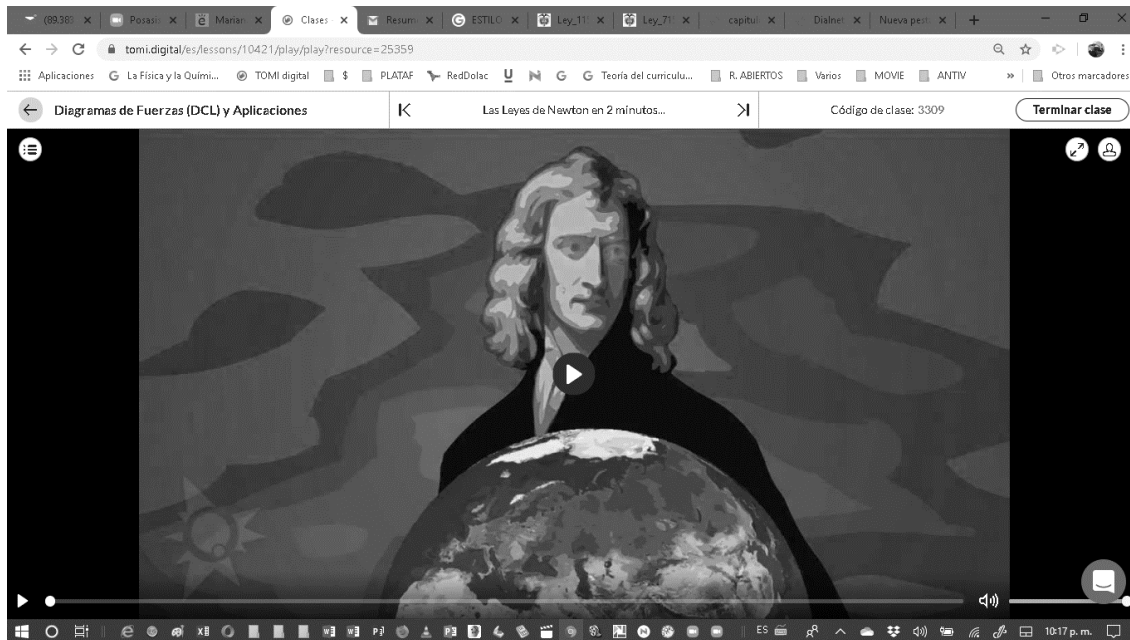 (89.38) Posasi Marian Clases - Resum ESTILO Ley_11 Ley_71 capitul Dialnet Nueva pest
tomi.digital/es/lessons/10421/play/play?resource=25359
Aplicaciones La Física y la Quími... TOMI digital $ PLATAF RedDolac Teoría del curriculu... R. ABIERTOS Varios MOVIE ANTIV » Otros marcadores
Diagramas de Fuerzas (DCL) y Aplicaciones Las Leyes de Newton en 2 minutos... Código de clase: 3309 Terminar clase
ES 10:17 p. m.